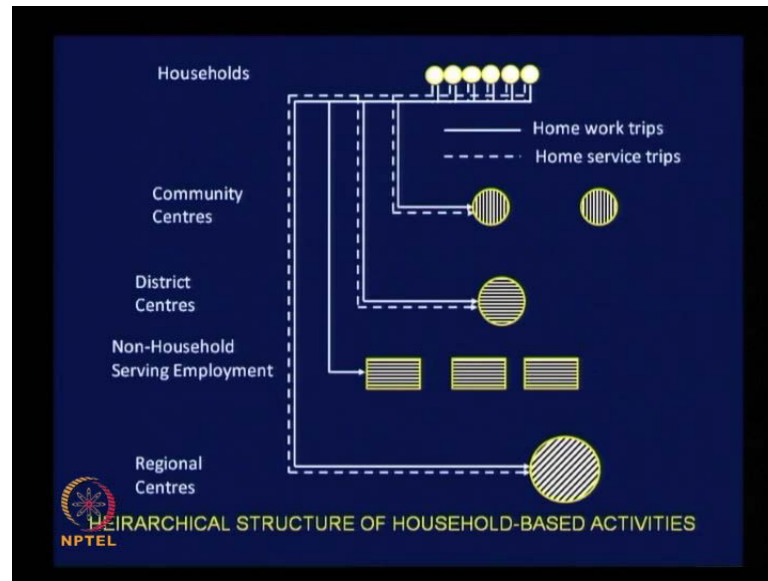 Households
Home work trips
Home service trips
Community
Centres
District
Centres
Non-Household
Serving Employment
Regional
Centres
HEIRARCHICAL STRUCTURE OF HOUSEHOLD-BASED ACTIVITIES
NPTEL